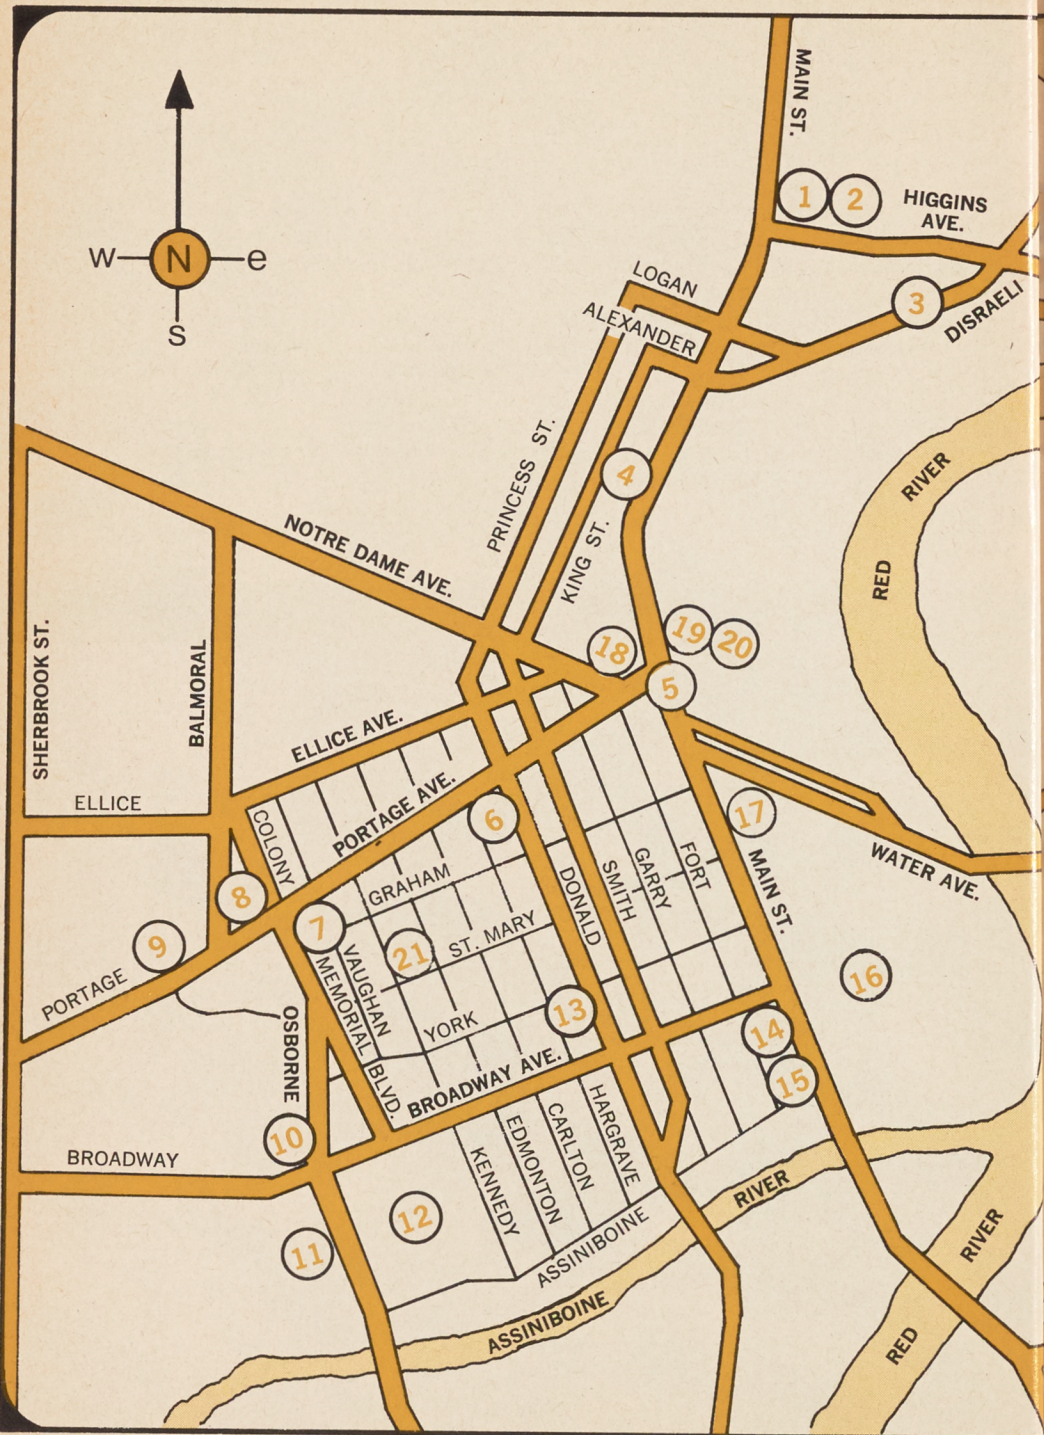 MAIN ST.
1
2
HIGGINS
AVE.
W
N
e
S
LOGAN
ALEXANDER
3
DISRAELI
PRINCESS ST.
4
KING ST.
RIVER
RED
NOTRE DAME AVE.
SHERBROOK ST.
BALMORAL
18
19
20
5
ELLICE AVE.
ELLICE
COLONY
PORTAGE AVE.
6
17
WATER AVE.
GRAHAM
DONALD
SMITH
GARRY
FORT
MAIN ST.
8
7
9
21
ST. MARY
VAUGHAN
MEMORIAL BLVD.
PORTAGE
16
OSBORNE
YORK
13
14
15
BROADWAY AVE.
10
BROADWAY
KENNEDY
EDMONTON
CARLTON
HARGRAVE
12
11
ASSINIBOINE
RIVER
ASSINIBOINE
RIVER
RED